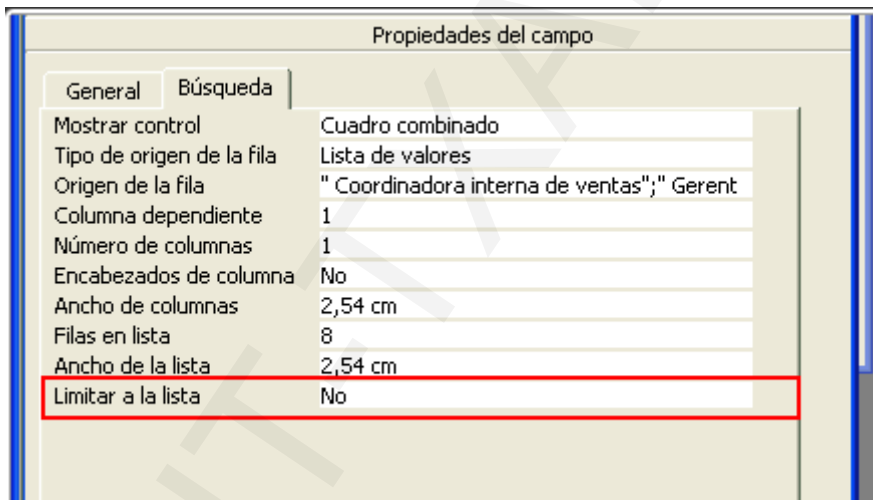 Propiedades del campo
General Búsqueda
Mostrar control Cuadro combinado
Tipo de origen de la fila Lista de valores
Origen de la fila " Coordinadora interna de ventas";" Gerent
Columna dependiente 1
Número de columnas 1
Encabezados de columna No
Ancho de columnas 2,54 cm
Filas en lista 8
Ancho de la lista 2,54 cm
Limitar a la lista No